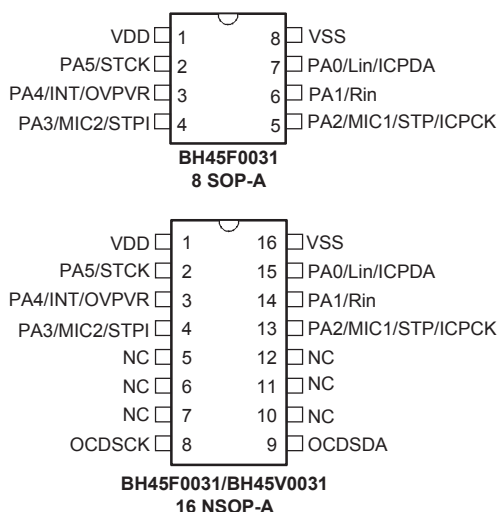 VDD 1 8 VSS
PA5/STCK 2 7 PA0/Lin/ICPDA
PA4/INT/OVPVR 3 6 PA1/Rin
PA3/MIC2/STPI 4 5 PA2/MIC1/STP/ICPCK
BH45F0031
8 SOP-A
VDD 1 16 VSS
PA5/STCK 2 15 PA0/Lin/ICPDA
PA4/INT/OVPVR 3 14 PA1/Rin
PA3/MIC2/STPI 4 13 PA2/MIC1/STP/ICPCK
NC 5 12 NC
NC 6 11 NC
NC 7 10 NC
OCDSCK 8 9 OCDSDA
BH45F0031/BH45V0031
16 NSOP-A